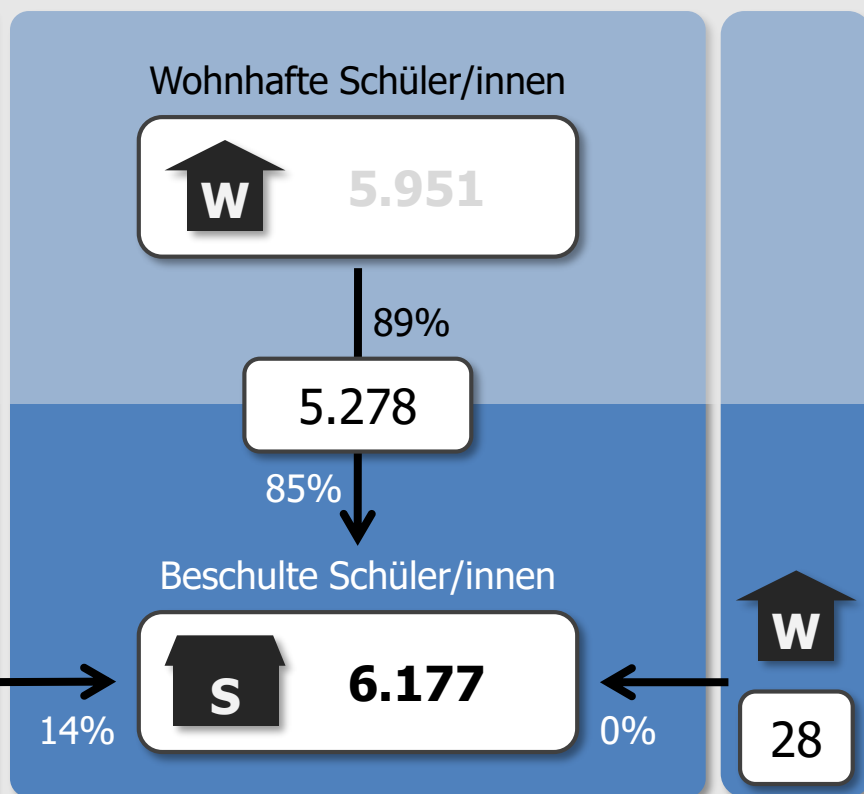 Wohnhafte Schüler/innen
W 5.951
89%
5.278
85%
Beschulte Schüler/innen
S 6.177
14%
0%
W
28